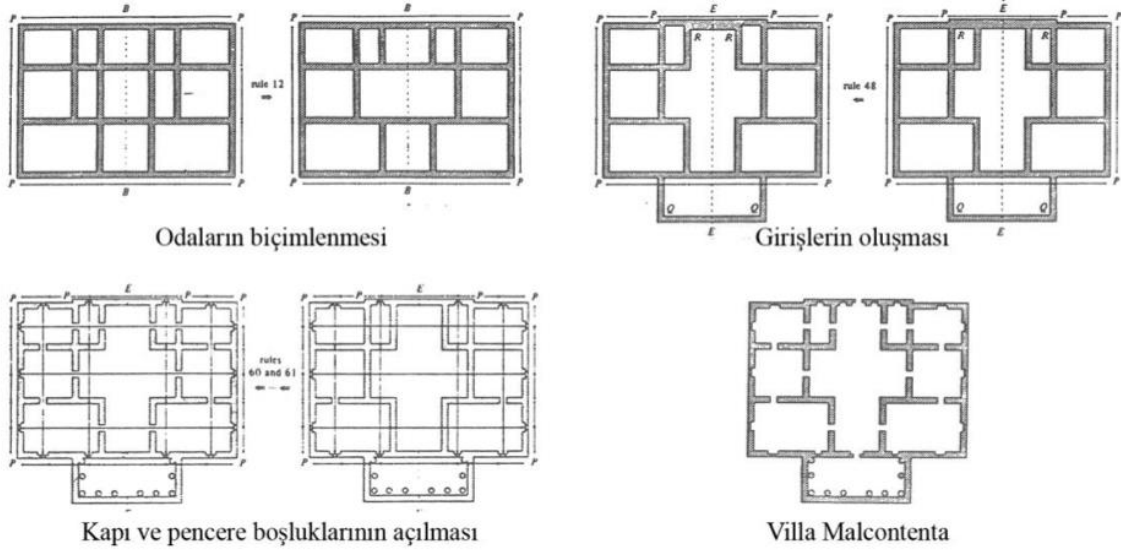 B B P E P P E P
P P P P P P P P
R R R R
rule 12 rule 48
P P P P P P P P
B B Q Q Q Q
E E
Odaların biçimlenmesi Girişlerin oluşması
P P E P P P P E P P
rules
60 and 61
P P P P
Kapı ve pencere boşluklarının açılması Villa Malcontenta